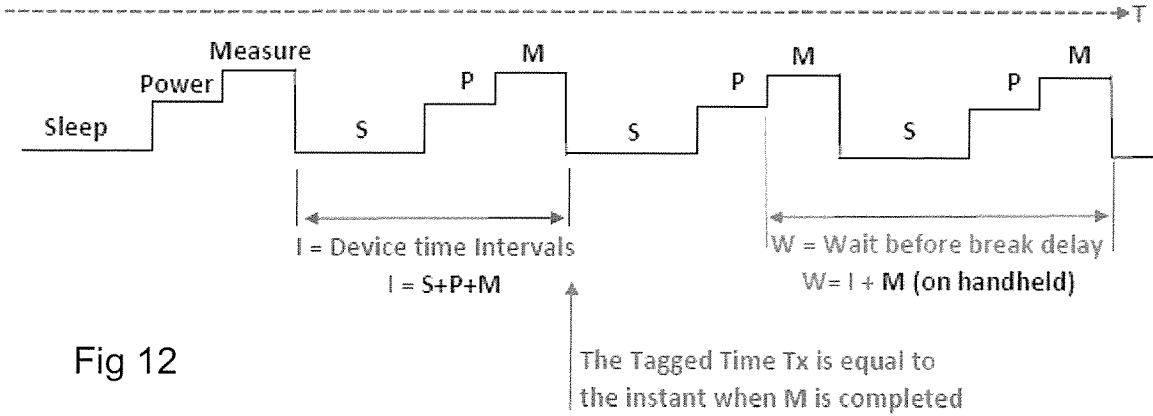 T
Measure
M
M
M
Power
P
P
P
Sleep
S
S
S
I = Device time Intervals
I = S+P+M
W = Wait before break delay
W= I + M (on handheld)
Fig 12
The Tagged Time Tx is equal to
the instant when M is completed